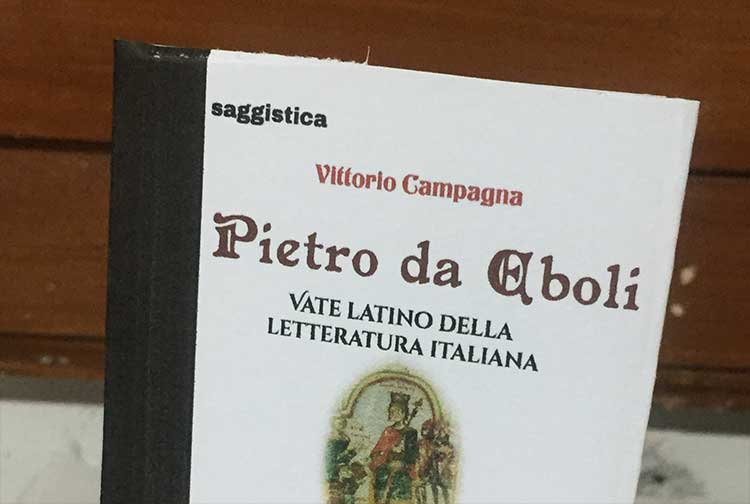 saggistica
Vittorio Campagna
Pietro da Eboli
VATE LATINO DELLA
LETTERATURA ITALIANA